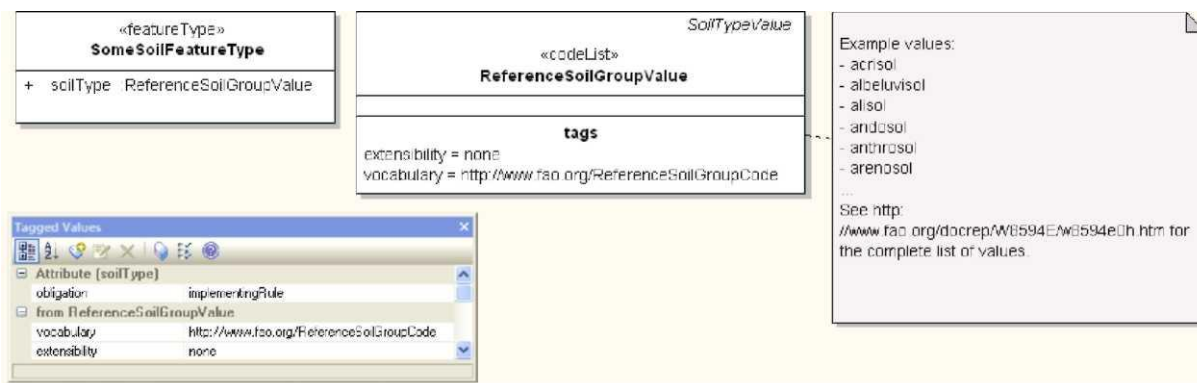 «featureType»
SomeSoilFeatureType
+ soilType :ReferenceSoilGroupValue
SoilTypeValue
«codeList»
ReferenceSoilGroupValue
tags
extensibility = none
vocabulary = http://www.fao.org/ReferenceSoilGroupCode
Example values:
- acrisol
- albeluvisol
- alisol
- andosol
- anthrosol
- arenosol
...
See http:
//www.fao.org/docrep/W8594E/w8594e0h.htm for
the complete list of values.
Tagged Values
Attribute (soilType)
obligation implementingRule
from ReferenceSoilGroupValue
vocabulary http://www.fao.org/ReferenceSoilGroupCode
extensibility none